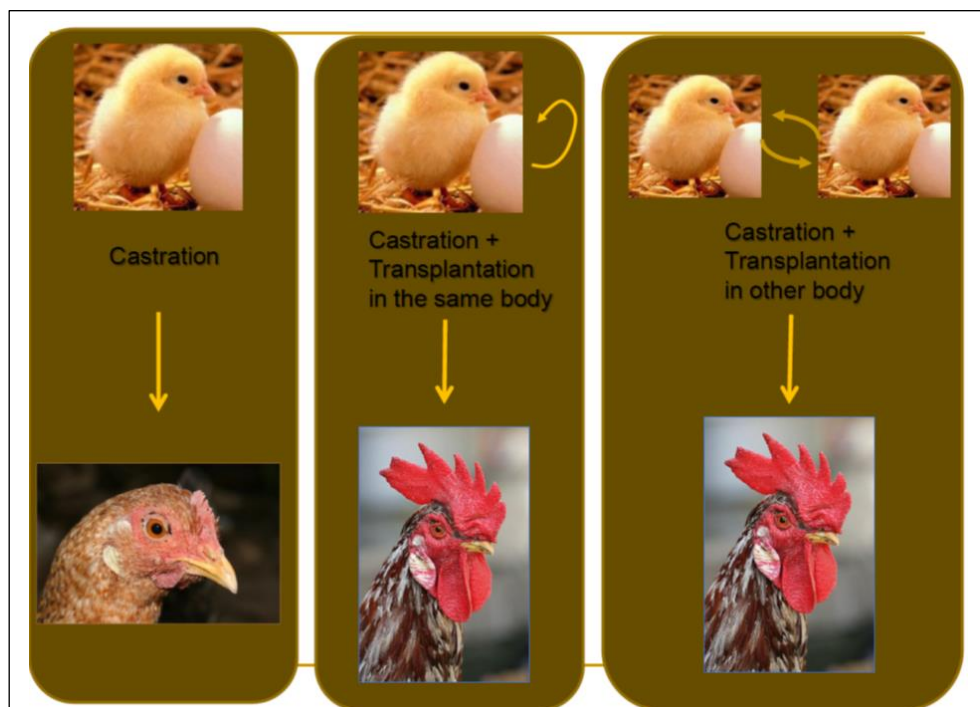 Castration
Castration +
Transplantation
in the same body
Castration +
Transplantation
in other body